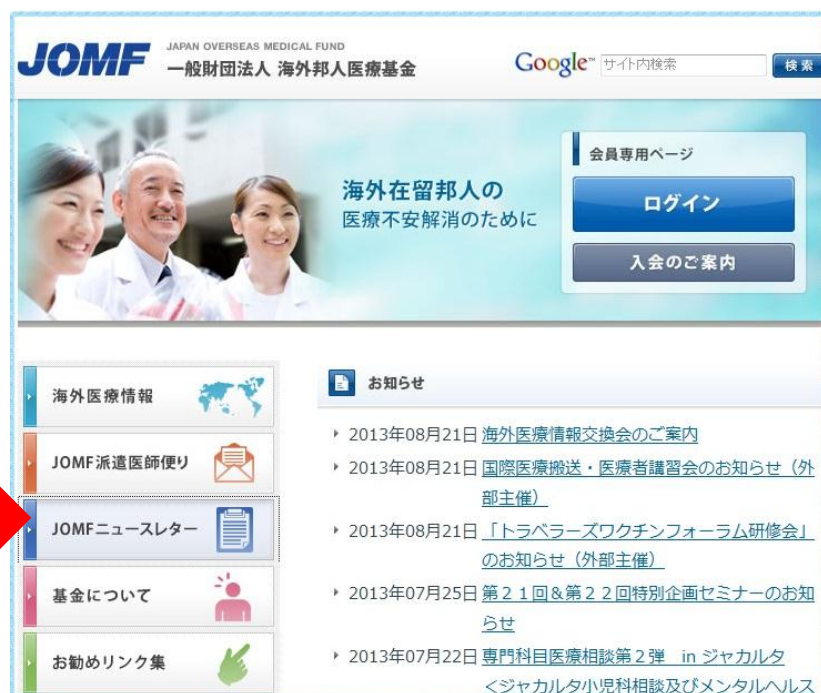 JOMF JAPAN OVERSEAS MEDICAL FUND
一般財団法人 海外邦人医療基金
Google™ サイト内検索 検索
海外在留邦人の
医療不安解消のために
会員専用ページ
ログイン
入会のご案内
海外医療情報
JOMF派遣医師便り
JOMFニュースレター
基金について
お勧めリンク集
お知らせ
2013年08月21日 海外医療情報交換会のご案内
2013年08月21日 国際医療搬送・医療者講習会のお知らせ（外
部主催）
2013年08月21日 「トラベラーズワクチンフォーラム研修会」
のお知らせ（外部主催）
2013年07月25日 第２１回&第２２回特別企画セミナーのお知
らせ
2013年07月22日 専門科目医療相談第２弾　in ジャカルタ
＜ジャカルタ小児科相談及びメンタルヘルス